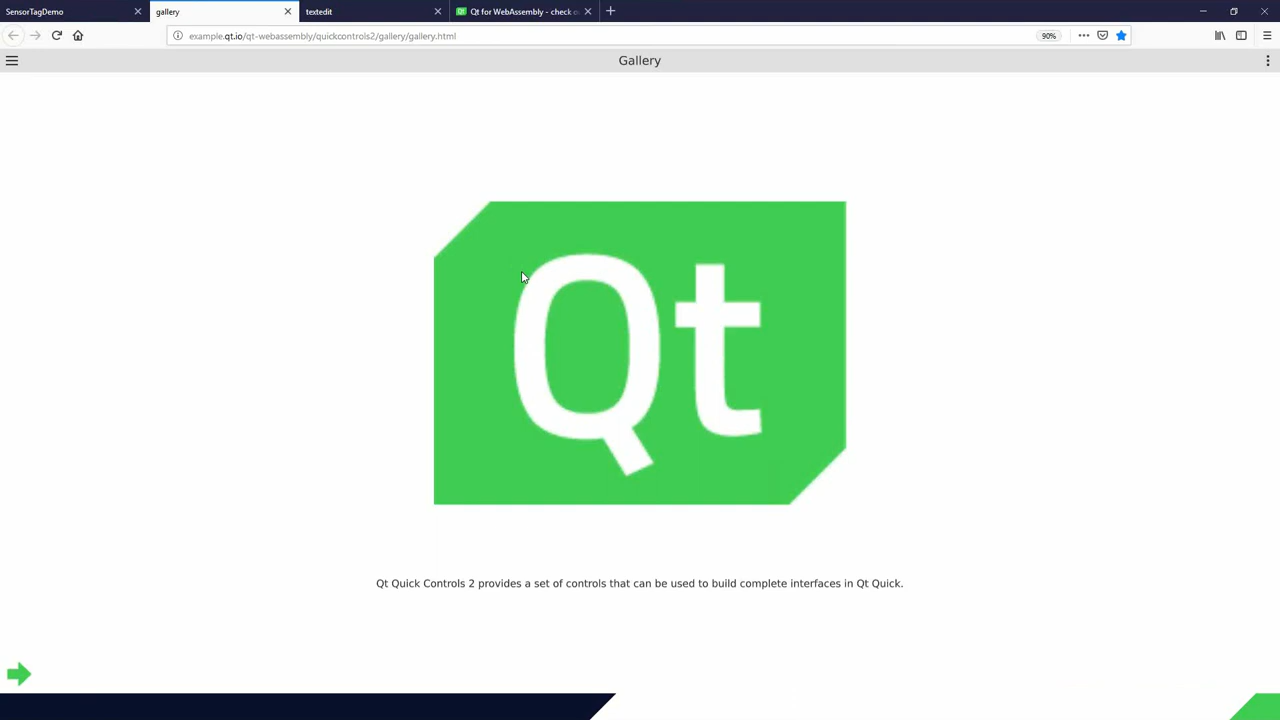 SensorTagDemo
gallery
textedit
Qt for WebAssembly - check o
example.qt.io/qt-webassembly/quickcontrols2/gallery/gallery.html
90%
Gallery
Qt
Qt Quick Controls 2 provides a set of controls that can be used to build complete interfaces in Qt Quick.